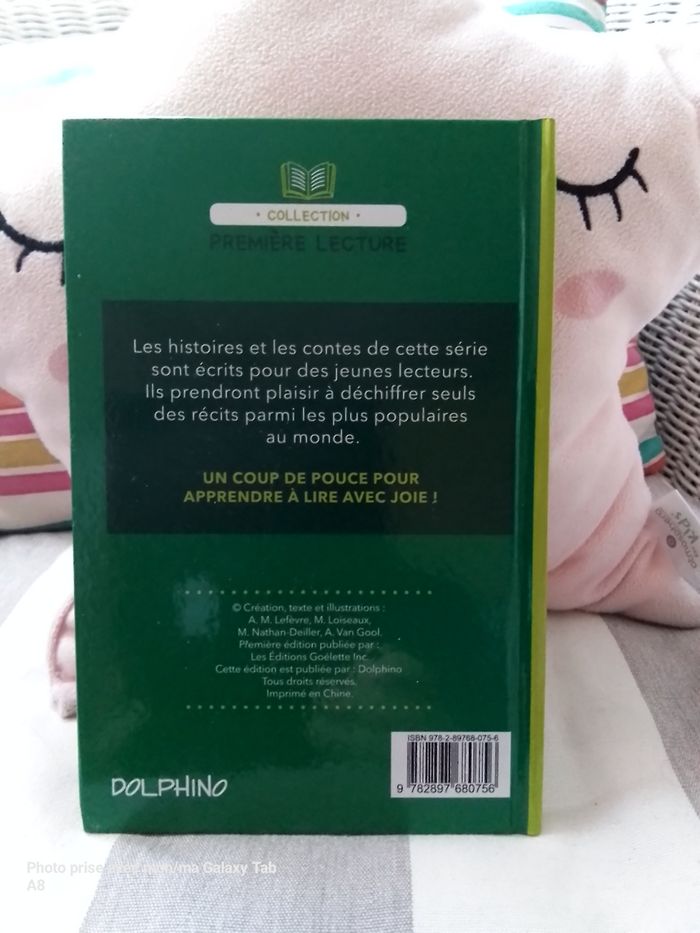 • COLLECTION •
PREMIÈRE LECTURE
Les histoires et les contes de cette série
sont écrits pour des jeunes lecteurs.
Ils prendront plaisir à déchiffrer seuls
des récits parmi les plus populaires
au monde.
UN COUP DE POUCE POUR
APPRENDRE À LIRE AVEC JOIE !
© Création, texte et illustrations :
A. M. Lefèvre, M. Loiseaux,
M. Nathan-Deiller, A. Van Gool.
Première édition publiée par :
Les Éditions Goélette Inc.
Cette édition est publiée par : Dolphino
Tous droits réservés.
Imprimé en Chine.
ISBN 978-2-89768-075-6
9 782897 680756
DOLPHINO
kids
Photo prise avec mon/ma Galaxy Tab
A8